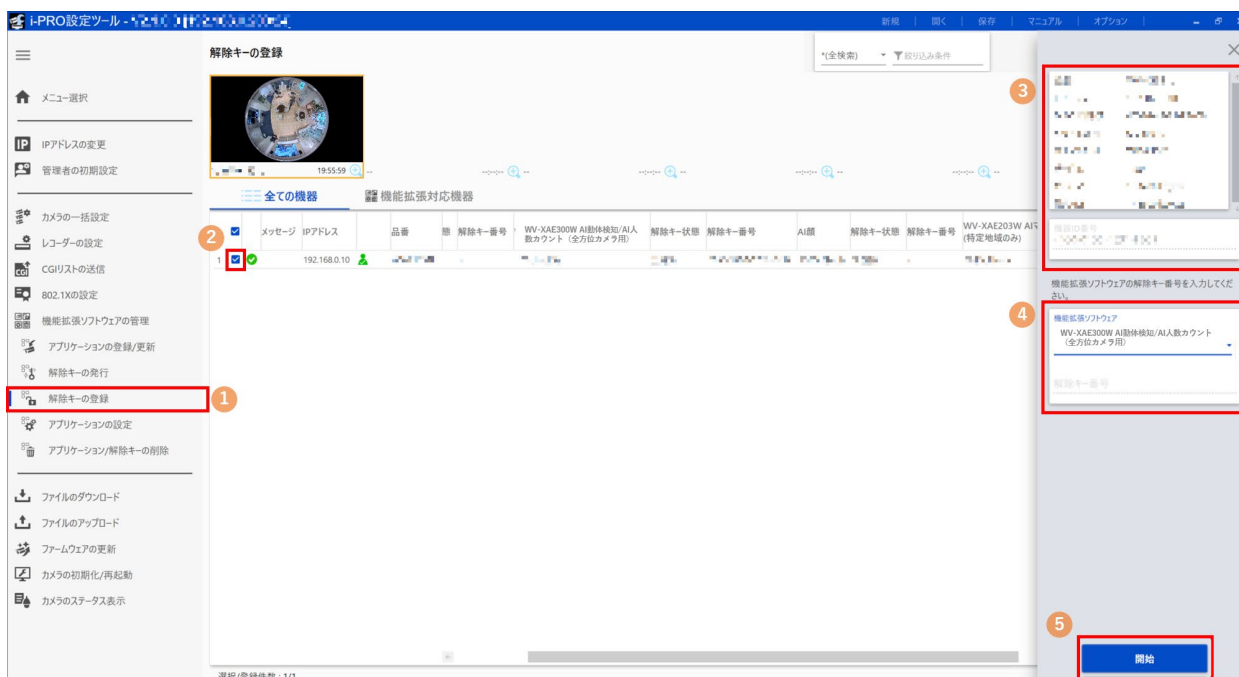 i-PRO設定ツール -
新規 | 開く | 保存 | マニュアル | オプション |
解除キーの登録
*(全検索)
絞り込み条件
メニュー選択
IPアドレスの変更
管理者の初期設定
カメラの一括設定
レコーダーの設定
CGIリストの送信
802.1Xの設定
機能拡張ソフトウェアの管理
アプリケーションの登録/更新
解除キーの発行
解除キーの登録
アプリケーションの設定
アプリケーション/解除キーの削除
ファイルのダウンロード
ファイルのアップロード
ファームウェアの更新
カメラの初期化/再起動
カメラのステータス表示
1
19:55:59
--
--:--:-- --
--:--:-- --
--:--:-- --
--:--:-- --
全ての機器
機能拡張対応機器
2
メッセージ IPアドレス 品番 態 解除キー番号 WV-XAE300W AI動体検知/AI人数カウント（全方位カメラ用） 解除キー状態 解除キー番号 AI顔 解除キー状態 解除キー番号 WV-XAE203W AIマ (特定地域のみ)
1 192.168.0.10
選択/登録件数 : 1/1
3
機器ID番号
機能拡張ソフトウェアの解除キー番号を入力してくだ
さい。
4
機能拡張ソフトウェア
WV-XAE300W AI動体検知/AI人数カウント
（全方位カメラ用）
解除キー番号
5
開始